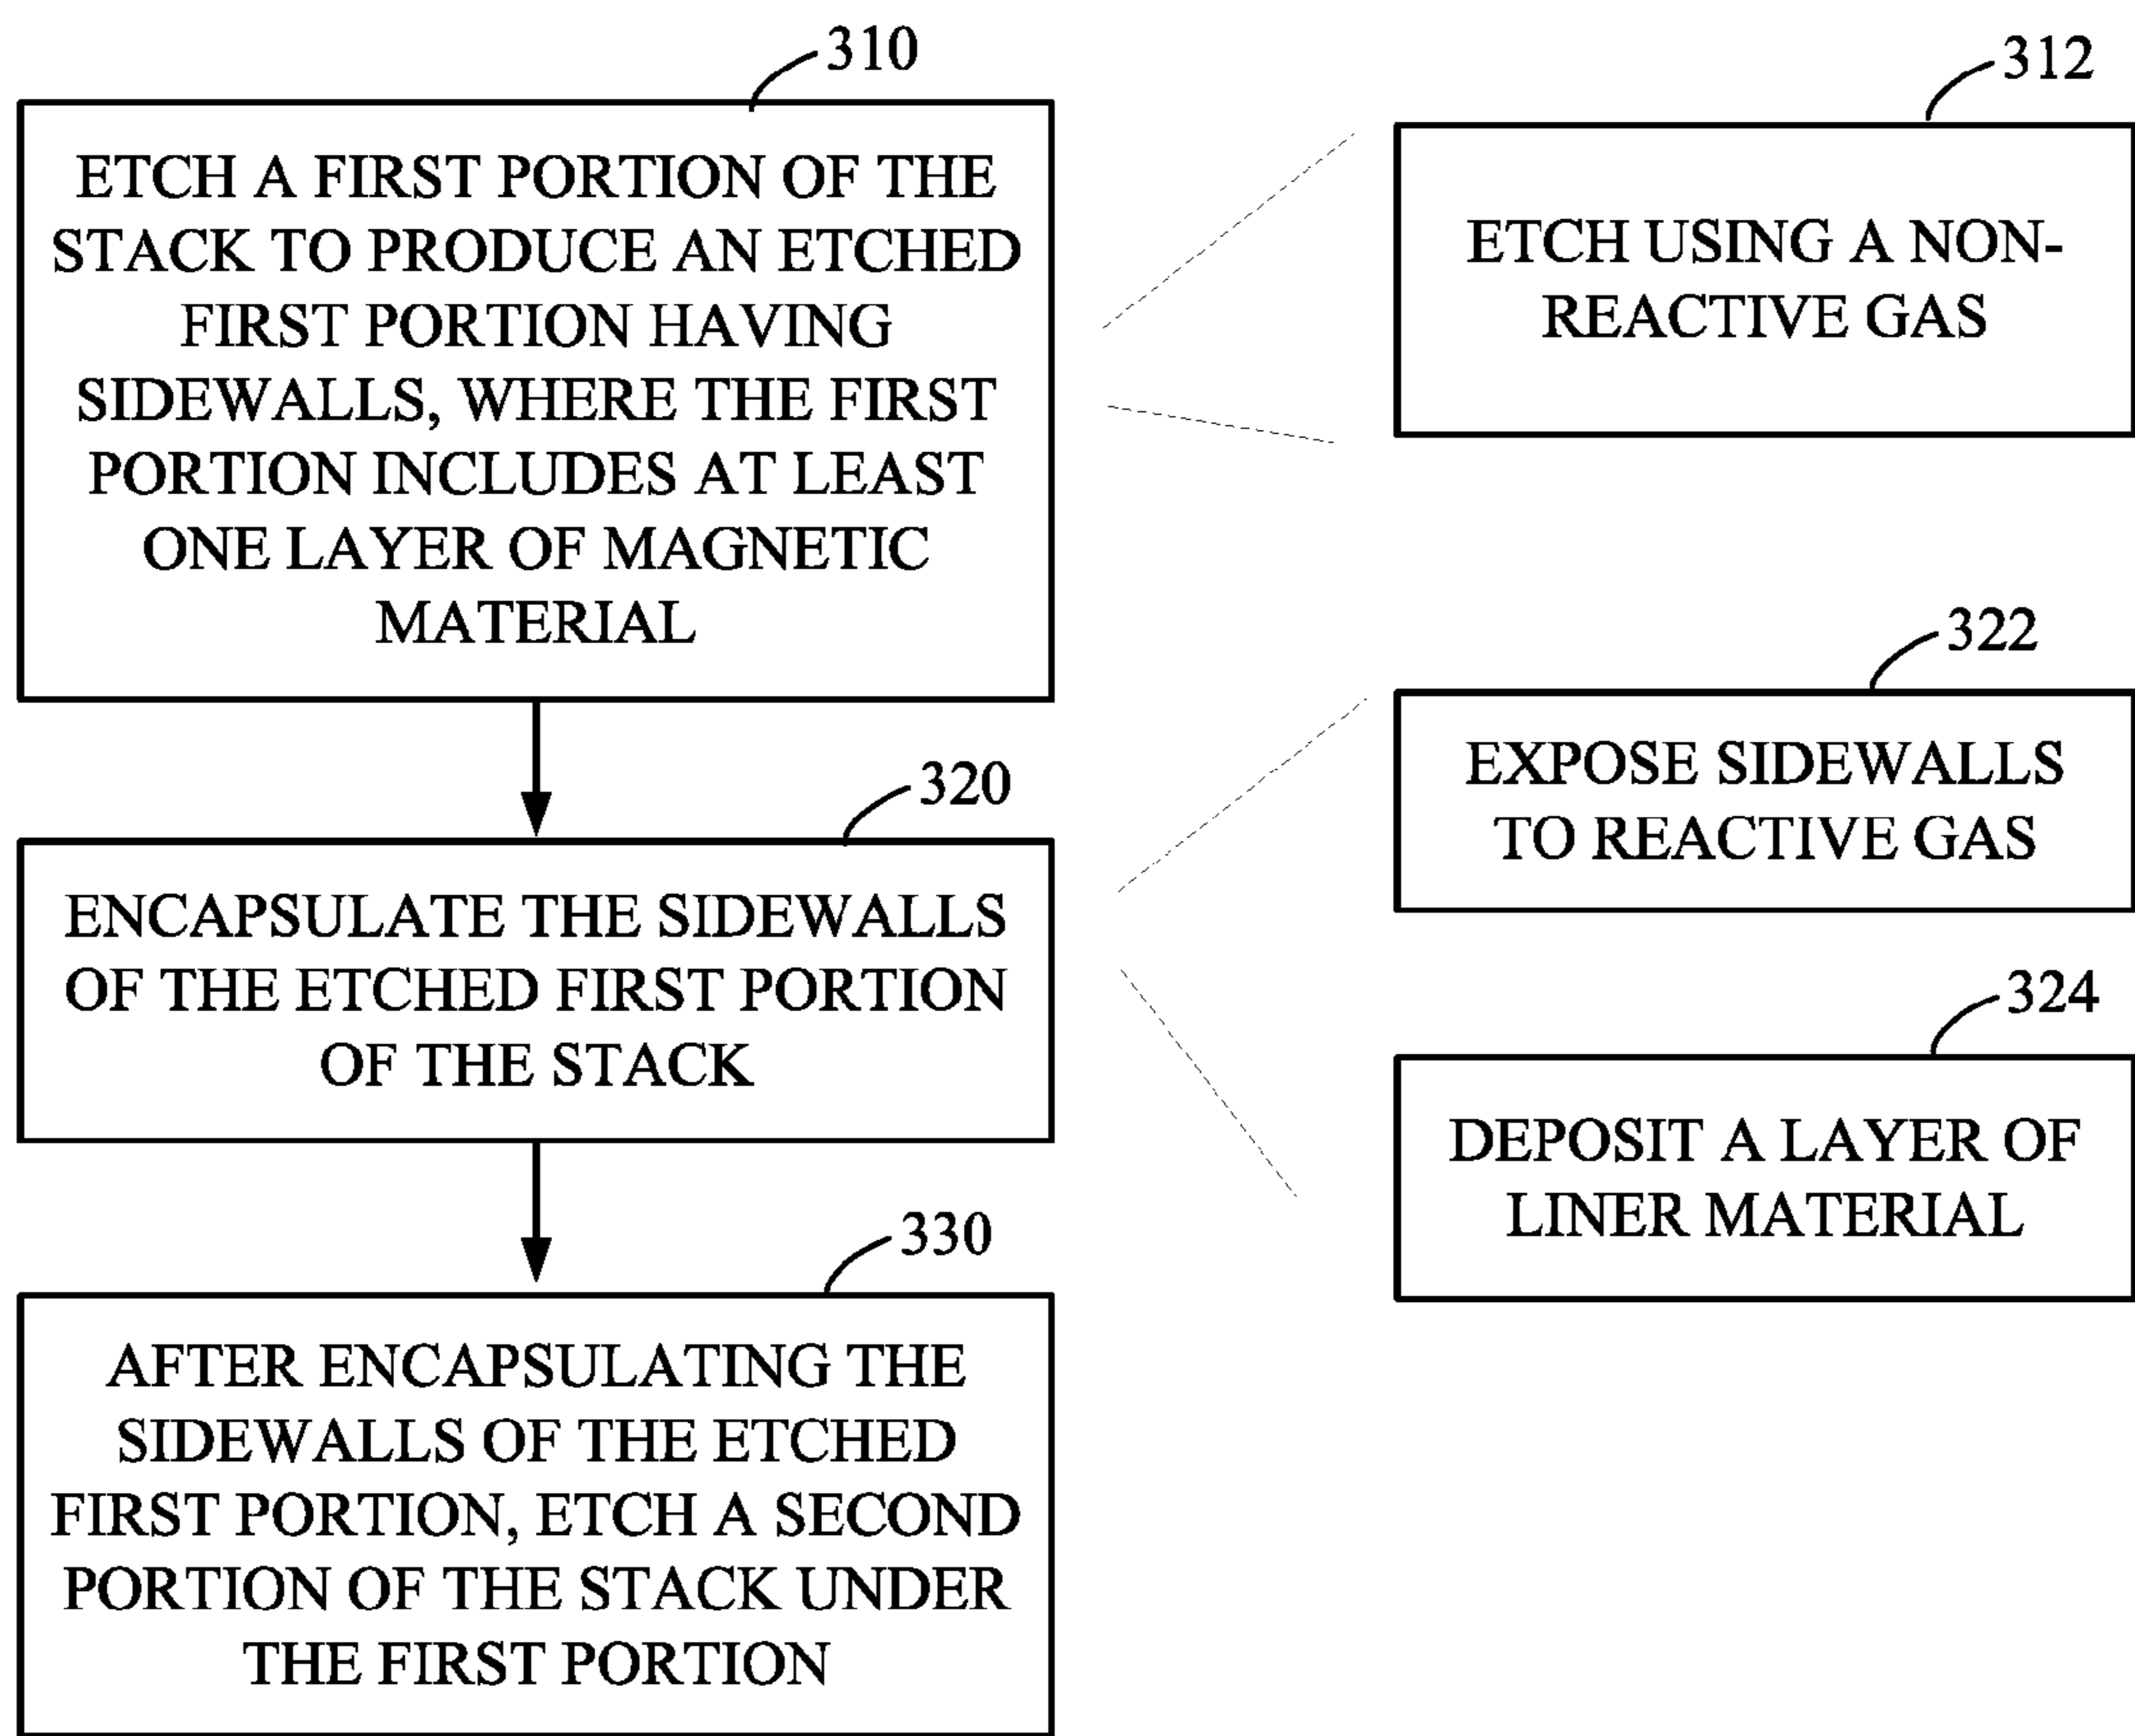 310
ETCH A FIRST PORTION OF THE
STACK TO PRODUCE AN ETCHED
FIRST PORTION HAVING
SIDEWALLS, WHERE THE FIRST
PORTION INCLUDES AT LEAST
ONE LAYER OF MAGNETIC
MATERIAL
312
ETCH USING A NON-
REACTIVE GAS
320
ENCAPSULATE THE SIDEWALLS
OF THE ETCHED FIRST PORTION
OF THE STACK
322
EXPOSE SIDEWALLS
TO REACTIVE GAS
324
DEPOSIT A LAYER OF
LINER MATERIAL
330
AFTER ENCAPSULATING THE
SIDEWALLS OF THE ETCHED
FIRST PORTION, ETCH A SECOND
PORTION OF THE STACK UNDER
THE FIRST PORTION